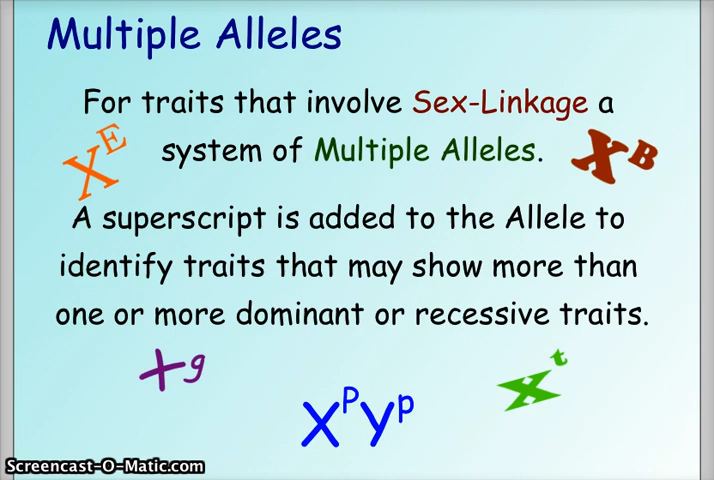 Multiple Alleles
For traits that involve Sex-Linkage a
system of Multiple Alleles.
X^E
X^B
A superscript is added to the Allele to
identify traits that may show more than
one or more dominant or recessive traits.
X^g
X^t
X^P Y^p
Screencast-O-Matic.com